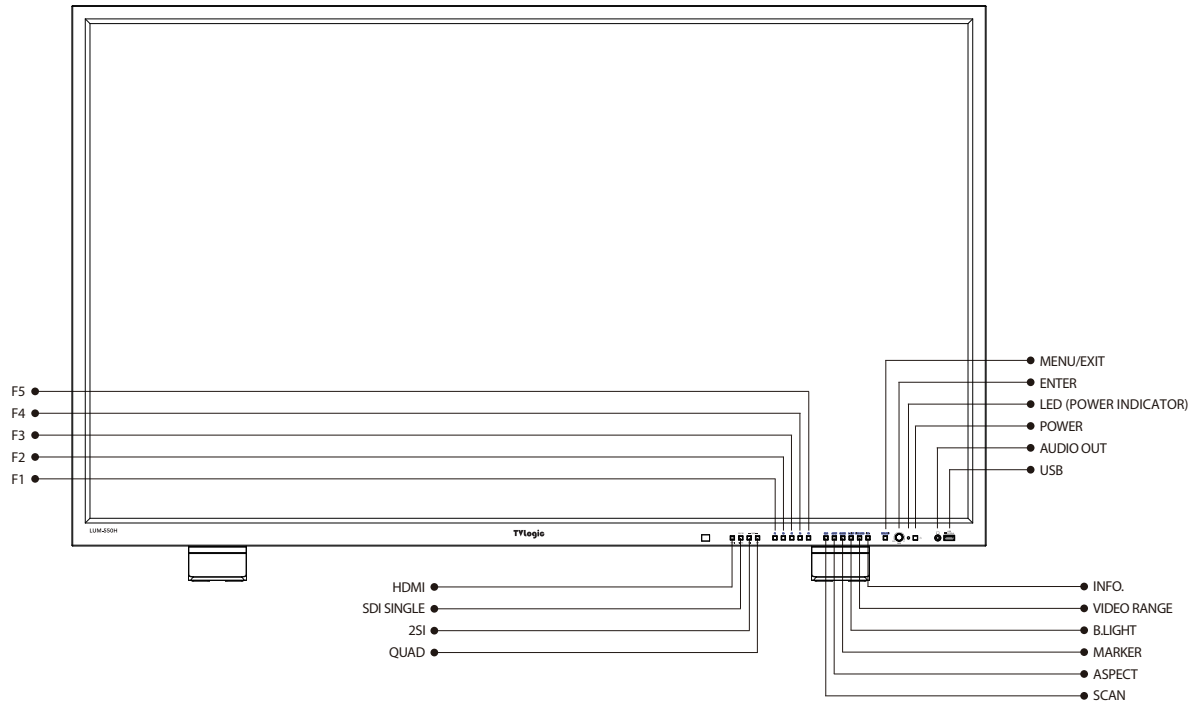 MENU/EXIT
ENTER
LED (POWER INDICATOR)
POWER
AUDIO OUT
USB
F5
F4
F3
F2
F1
LUM-550H
TVLogic
HDMI
SDI SINGLE
2SI
QUAD
INFO.
VIDEO RANGE
B.LIGHT
MARKER
ASPECT
SCAN